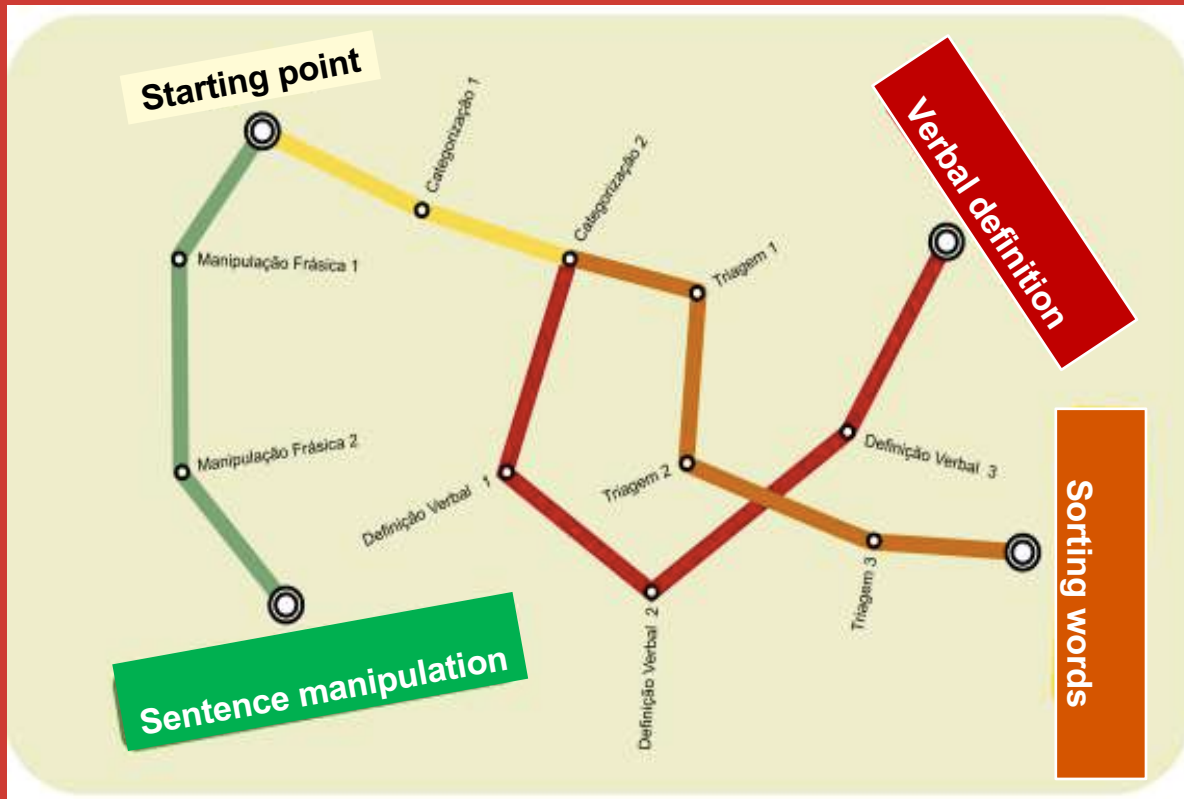 Starting point
Categorização 1
Categorização 2
Verbal definition
Manipulação Frásica 1
Triagem 1
Manipulação Frásica 2
Definição Verbal 1
Triagem 2
Definição Verbal 3
Sorting words
Triagem 3
Definição Verbal 2
Sentence manipulation